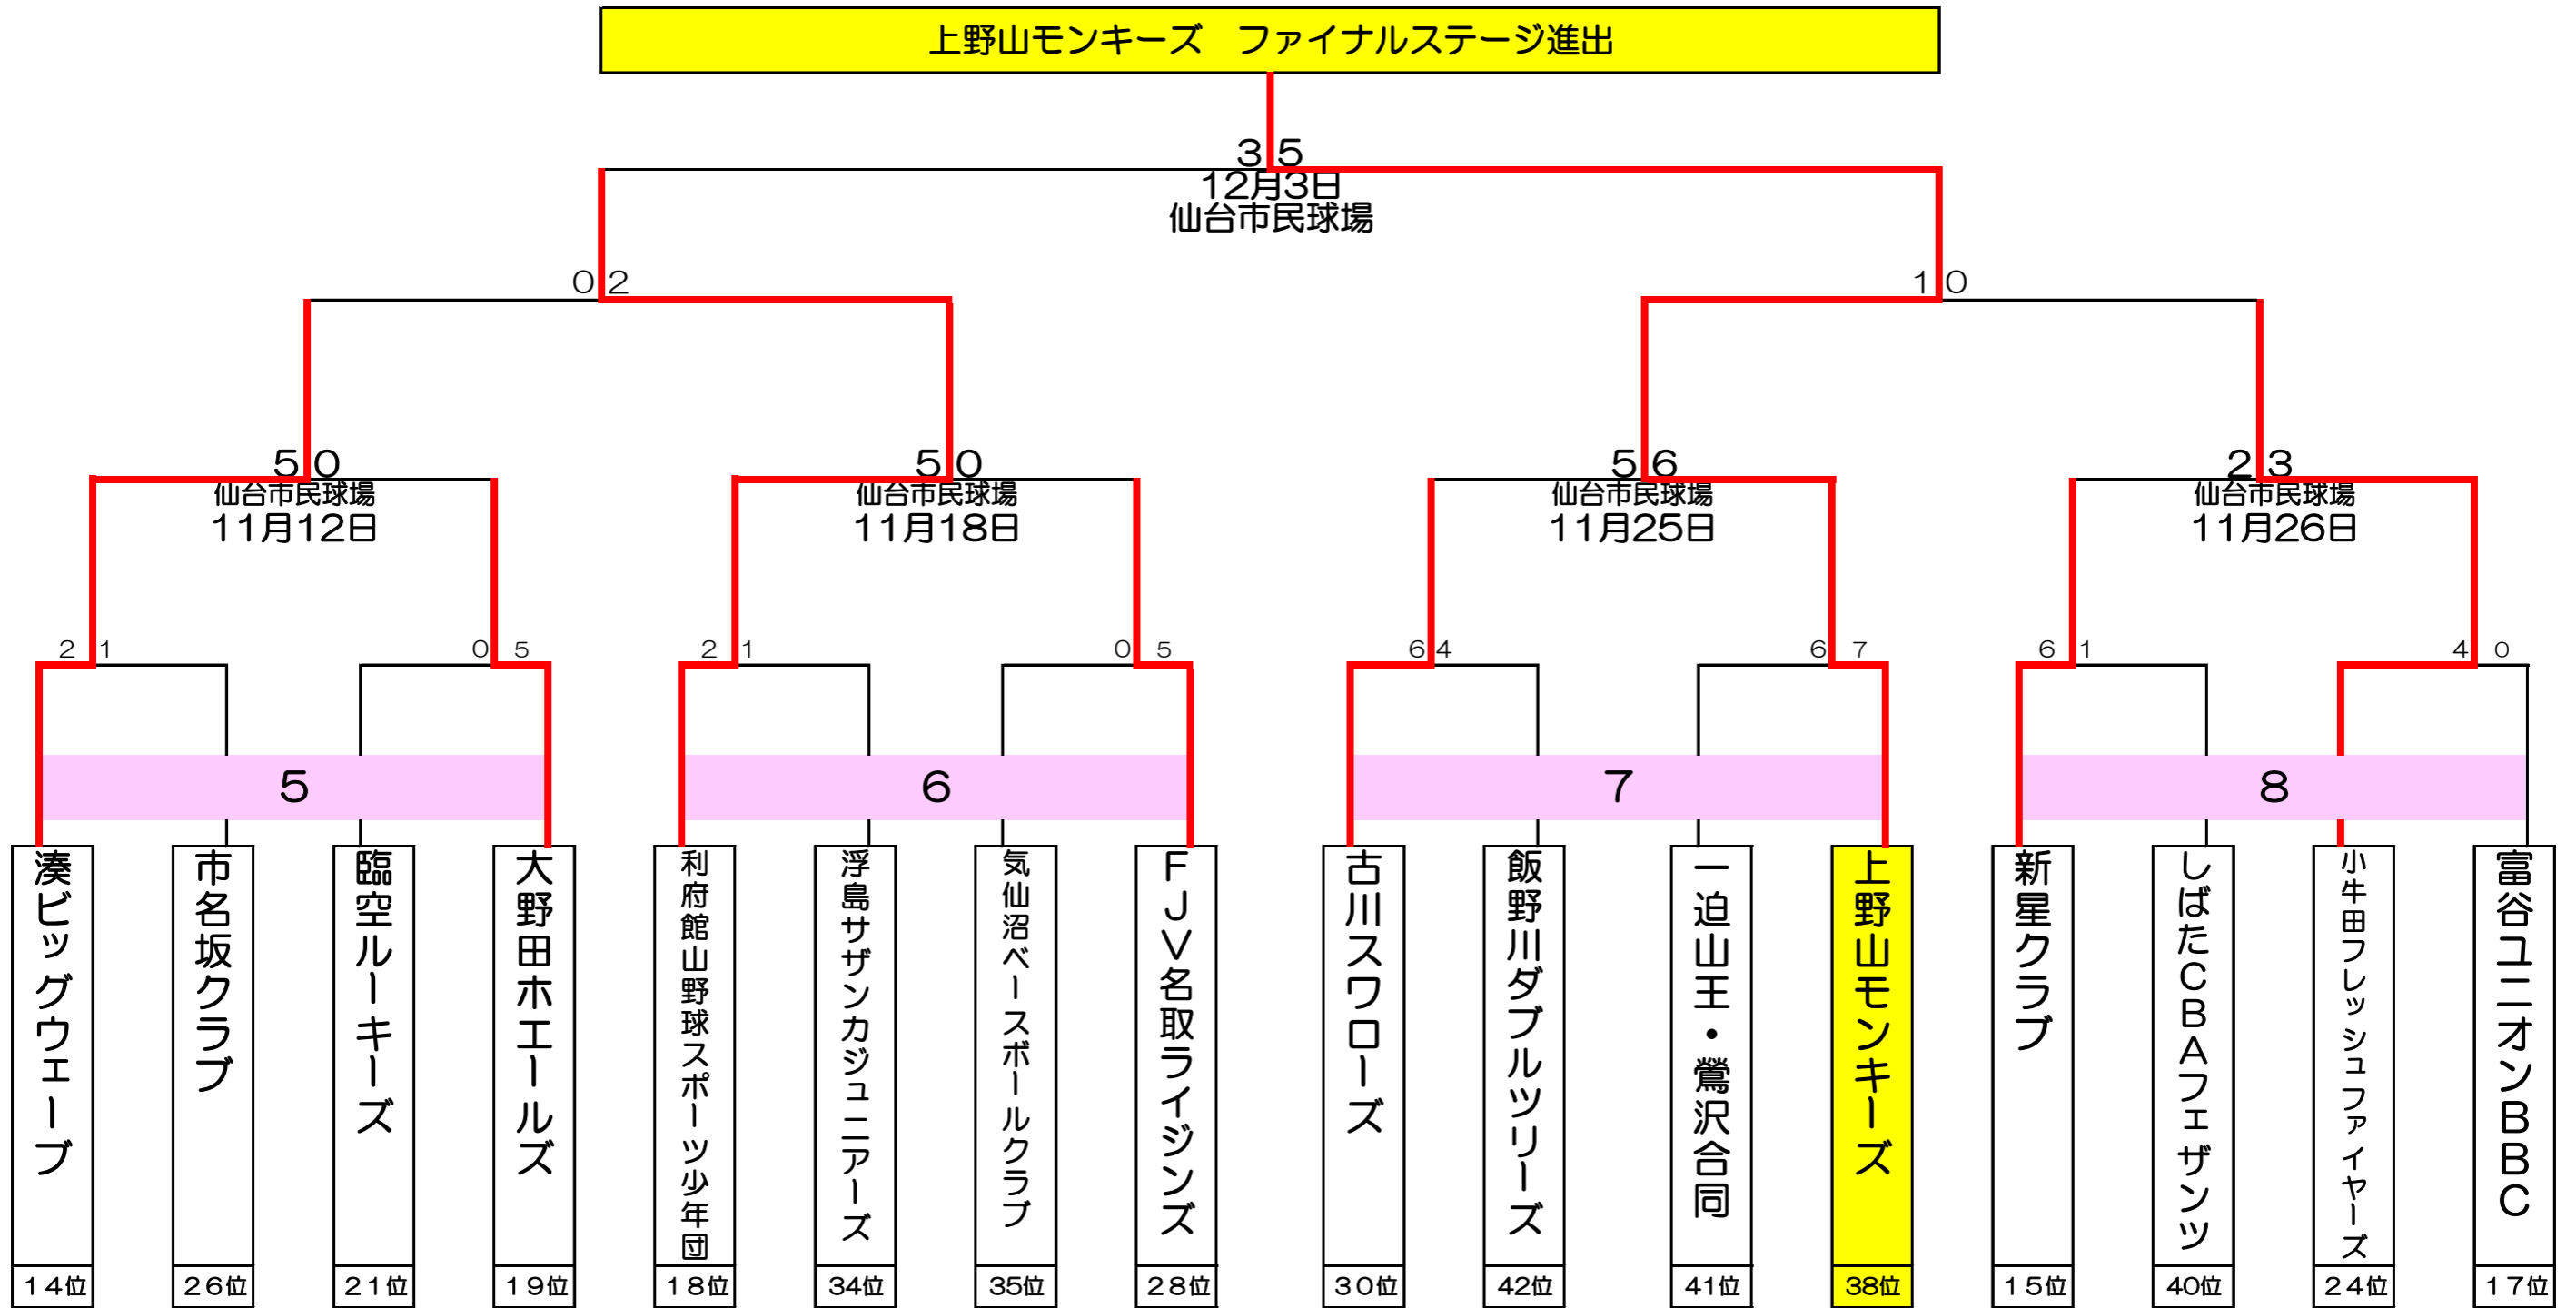 上野山モンキーズ　ファイナルステージ進出
3 5
12月3日
仙台市民球場
0 2
1 0
5 0
仙台市民球場
11月12日
5 0
仙台市民球場
11月18日
5 6
仙台市民球場
11月25日
2 3
仙台市民球場
11月26日
2 1
0 5
2 1
0 5
6 4
6 7
6 1
4 0
5
6
7
8
湊ビッグウェーブ
市名坂クラブ
臨空ルーキーズ
大野田ホエールズ
利府館山野球スポーツ少年団
浮島サザンカジュニアーズ
気仙沼ベースボールクラブ
FJV名取ライジンズ
古川スワローズ
飯野川ダブルツリーズ
一迫山王・鶯沢合同
上野山モンキーズ
新星クラブ
しばたCBAフェザンツ
小牛田フレッシュファイヤーズ
富谷ユニオンBBC
14位
26位
21位
19位
18位
34位
35位
28位
30位
42位
41位
38位
15位
40位
24位
17位